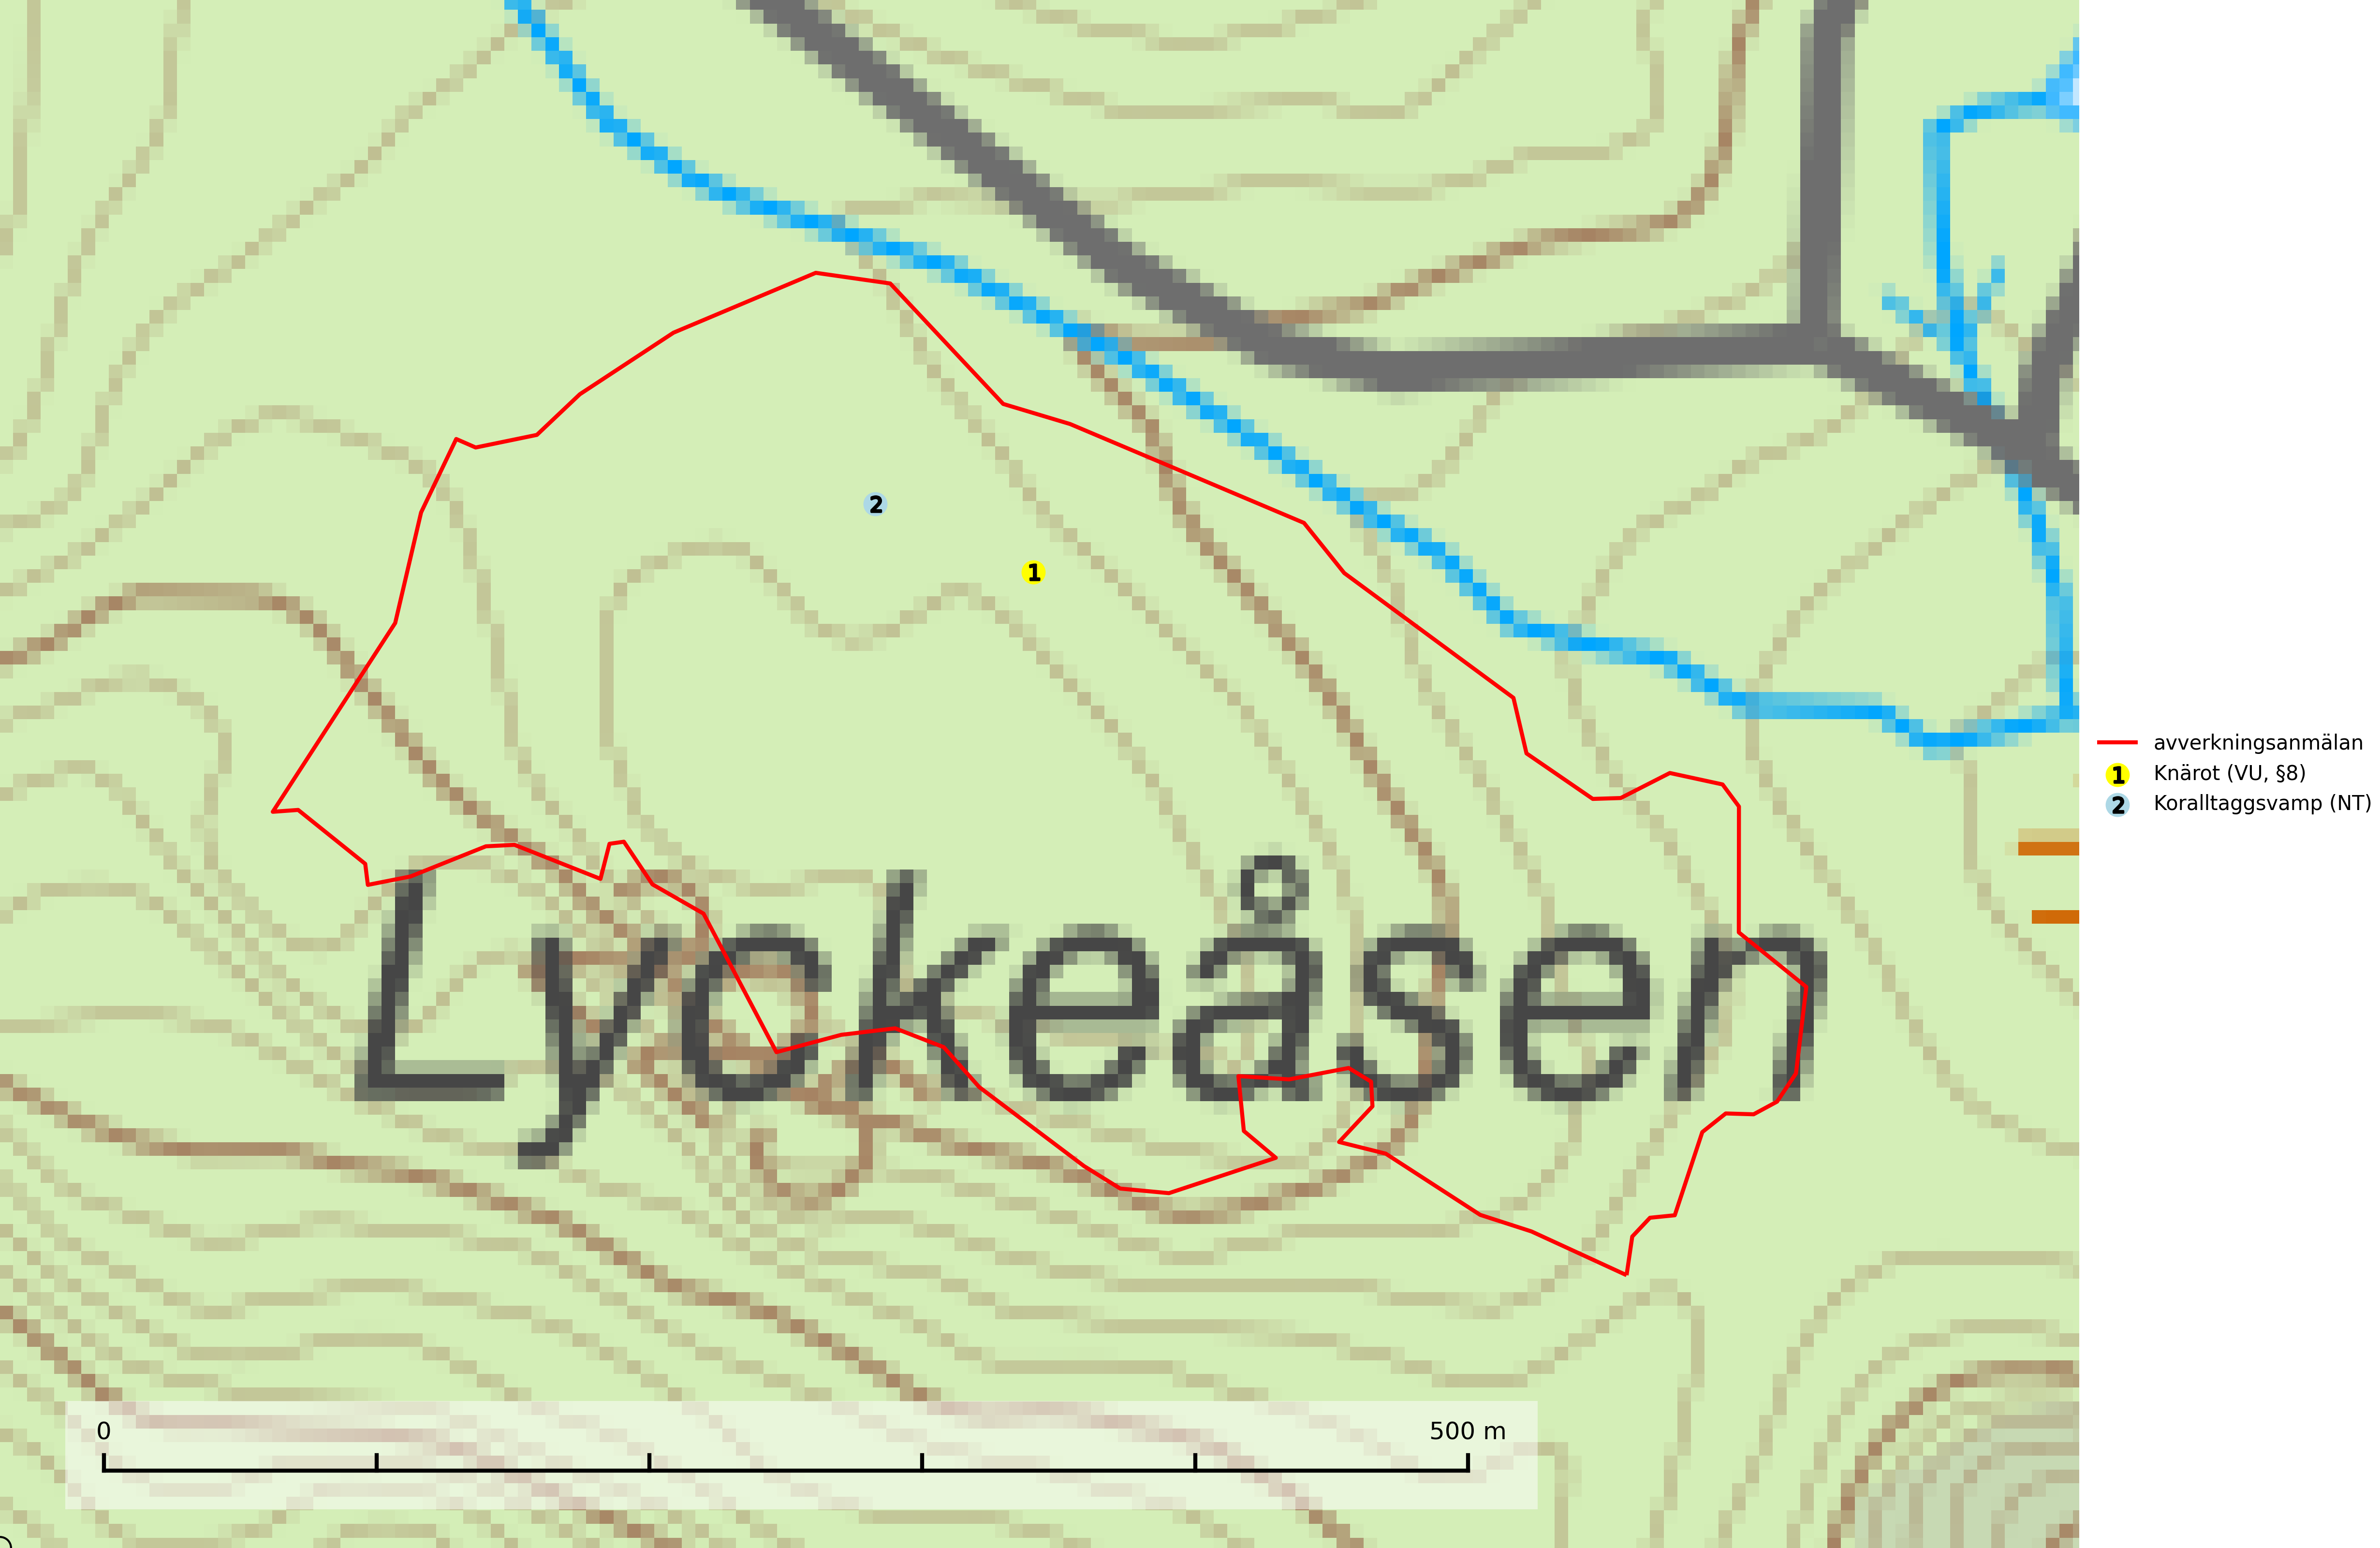 2
1
Lyckeåsen
0
500 m
avverkningsanmälan
1 Knärot (VU, §8)
2 Koralltaggsvamp (NT)